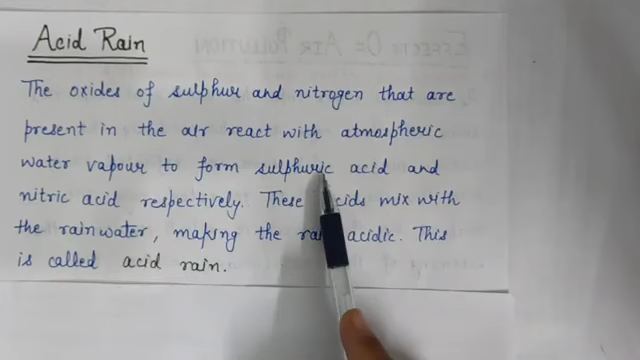 Acid Rain
The oxides of sulphur and nitrogen that are
present in the air react with atmospheric
water vapour to form sulphuric acid and
nitric acid respectively. These acids mix with
the rainwater, making the rain acidic. This
is called acid rain.